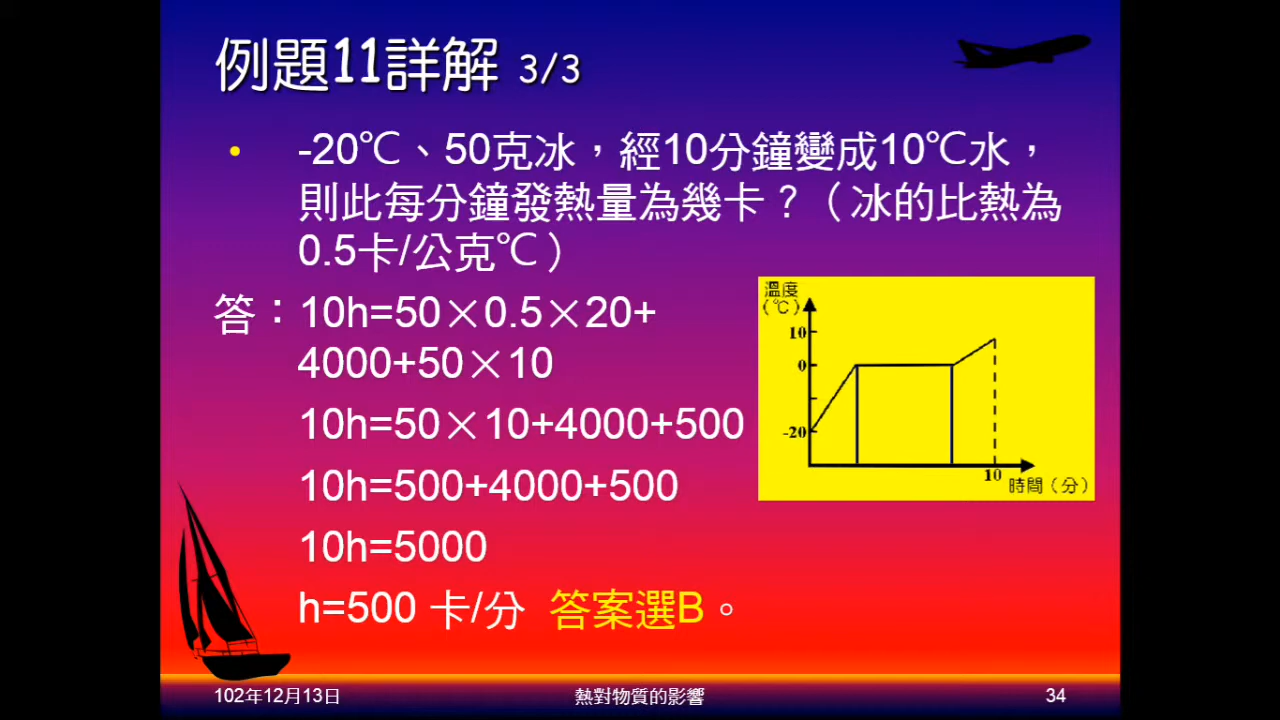 例題11詳解 3/3
• -20℃、50克冰，經10分鐘變成10℃水，
則此每分鐘發熱量為幾卡？（冰的比熱為
0.5卡/公克℃）
答：10h=50×0.5×20+
4000+50×10
10h=50×10+4000+500
10h=500+4000+500
10h=5000
h=500 卡/分 答案選B。
溫度
（℃）
10
0
-20
10
時間（分）
102年12月13日
熱對物質的影響
34